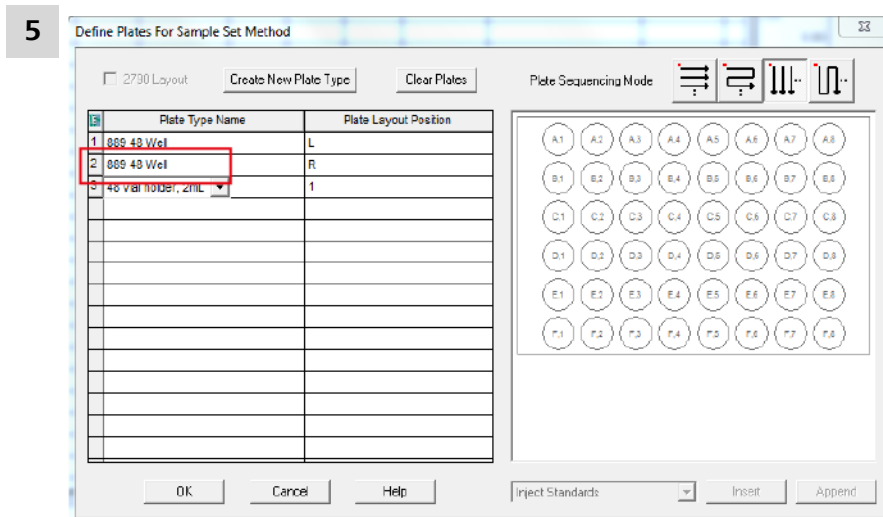 5
Define Plates For Sample Set Method
2790 Layout Create New Plate Type Clear Plates Plate Sequencing Mode
Plate Type Name Plate Layout Position
1 889 48 Well L
2 889 48 Well R
3 48 vial holder, 2mL 1
A,1 A,2 A,3 A,4 A,5 A,6 A,7 A,8
B,1 B,2 B,3 B,4 B,5 B,6 B,7 B,8
C,1 C,2 C,3 C,4 C,5 C,6 C,7 C,8
D,1 D,2 D,3 D,4 D,5 D,6 D,7 D,8
E,1 E,2 E,3 E,4 E,5 E,6 E,7 E,8
F,1 F,2 F,3 F,4 F,5 F,6 F,7 F,8
OK Cancel Help Inject Standards Insert Append